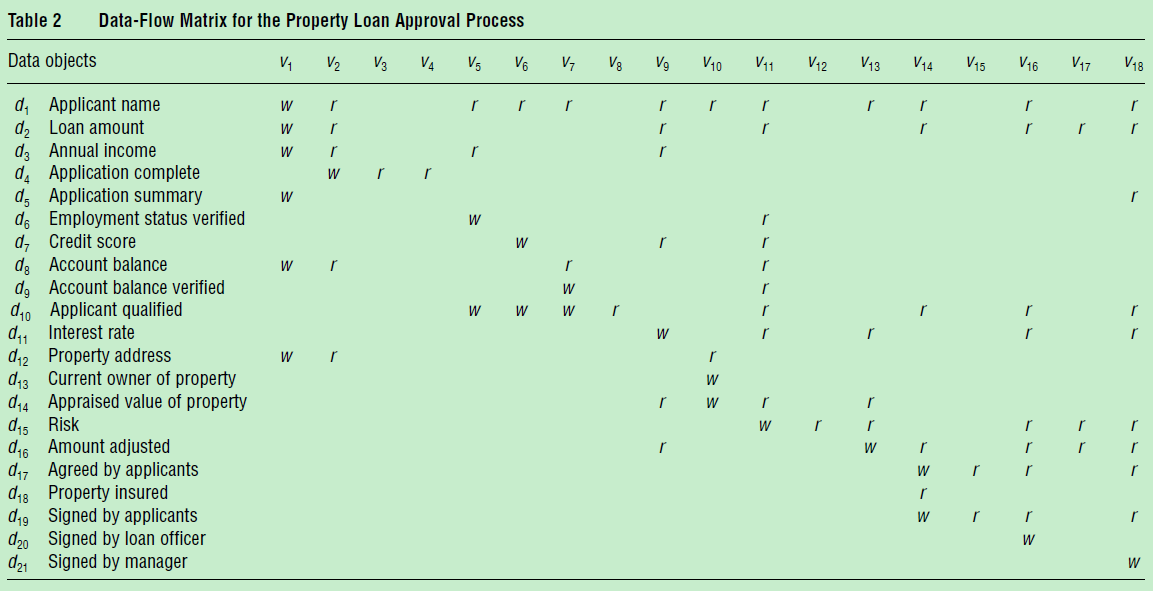 Table 2 Data-Flow Matrix for the Property Loan Approval Process
Data objects v1 v2 v3 v4 v5 v6 v7 v8 v9 v10 v11 v12 v13 v14 v15 v16 v17 v18
d1 Applicant name w r r r r r r r r r r r
d2 Loan amount w r r r r r r r
d3 Annual income w r r r
d4 Application complete w r r
d5 Application summary w r
d6 Employment status verified w r
d7 Credit score w r r
d8 Account balance w r r r
d9 Account balance verified w r
d10 Applicant qualified w w w r r r r r
d11 Interest rate w r r r r
d12 Property address w r r
d13 Current owner of property w
d14 Appraised value of property r w r r
d15 Risk w r r r r r
d16 Amount adjusted r w r r r r
d17 Agreed by applicants w r r r
d18 Property insured r
d19 Signed by applicants w r r r
d20 Signed by loan officer w
d21 Signed by manager w